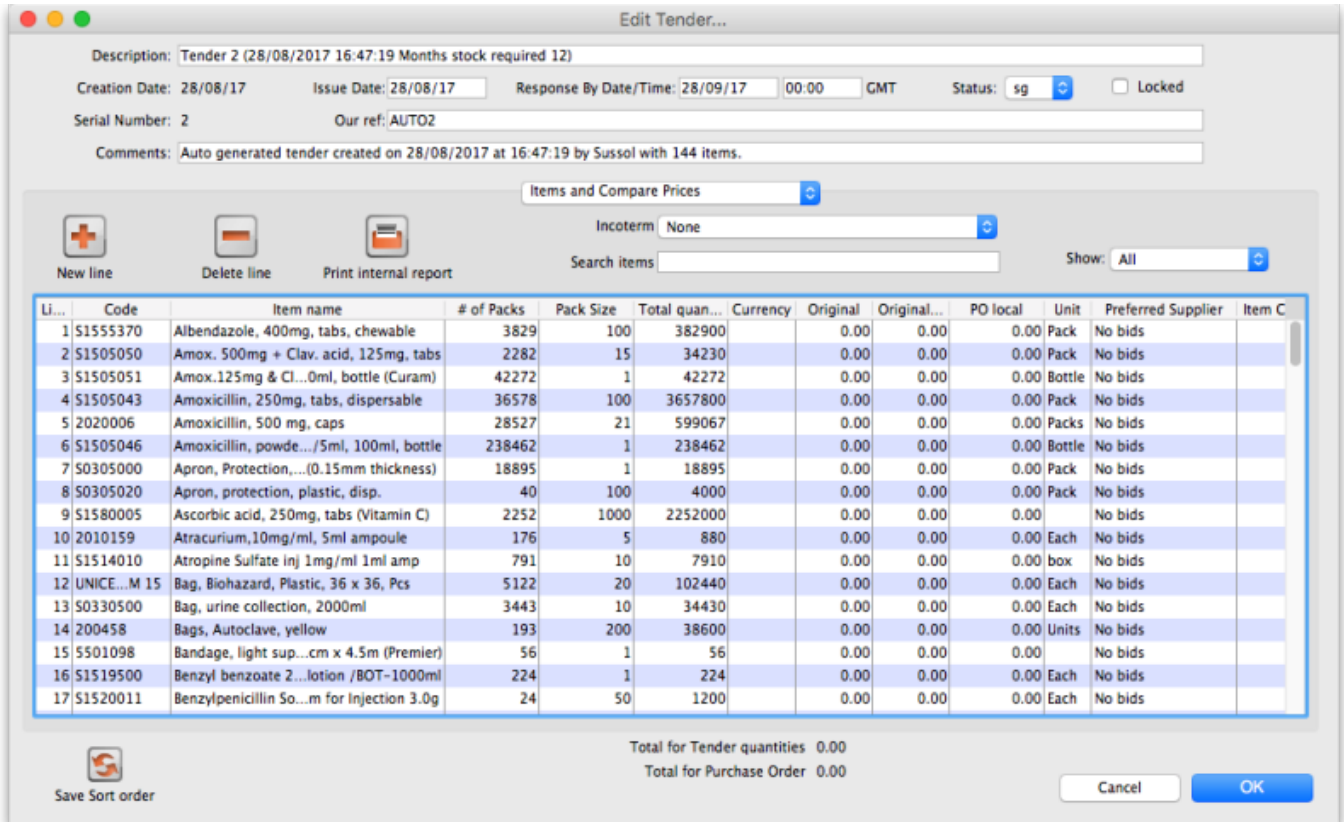 Edit Tender...
Description: Tender 2 (28/08/2017 16:47:19 Months stock required 12)
Creation Date: 28/08/17 Issue Date: 28/08/17 Response By Date/Time: 28/09/17 00:00 GMT Status: sg Locked
Serial Number: 2 Our ref: AUTO2
Comments: Auto generated tender created on 28/08/2017 at 16:47:19 by Sussol with 144 items.
Items and Compare Prices
Incoterm None
New line Delete line Print internal report Search items Show: All
Li... Code Item name # of Packs Pack Size Total quan... Currency Original Original... PO local Unit Preferred Supplier Item C
1 S1555370 Albendazole, 400mg, tabs, chewable 3829 100 382900 0.00 0.00 0.00 Pack No bids
2 S1505050 Amox. 500mg + Clav. acid, 125mg, tabs 2282 15 34230 0.00 0.00 0.00 Pack No bids
3 S1505051 Amox.125mg & Cl...0ml, bottle (Curam) 42272 1 42272 0.00 0.00 0.00 Bottle No bids
4 S1505043 Amoxicillin, 250mg, tabs, dispersable 36578 100 3657800 0.00 0.00 0.00 Pack No bids
5 2020006 Amoxicillin, 500 mg, caps 28527 21 599067 0.00 0.00 0.00 Packs No bids
6 S1505046 Amoxicillin, powde.../5ml, 100ml, bottle 238462 1 238462 0.00 0.00 0.00 Bottle No bids
7 S0305000 Apron, Protection,...(0.15mm thickness) 18895 1 18895 0.00 0.00 0.00 Pack No bids
8 S0305020 Apron, protection, plastic, disp. 40 100 4000 0.00 0.00 0.00 Pack No bids
9 S1580005 Ascorbic acid, 250mg, tabs (Vitamin C) 2252 1000 2252000 0.00 0.00 0.00 No bids
10 2010159 Atracurium,10mg/ml, 5ml ampoule 176 5 880 0.00 0.00 0.00 Each No bids
11 S1514010 Atropine Sulfate inj 1mg/ml 1ml amp 791 10 7910 0.00 0.00 0.00 box No bids
12 UNICE...M 15 Bag, Biohazard, Plastic, 36 x 36, Pcs 5122 20 102440 0.00 0.00 0.00 Each No bids
13 S0330500 Bag, urine collection, 2000ml 3443 10 34430 0.00 0.00 0.00 Each No bids
14 200458 Bags, Autoclave, yellow 193 200 38600 0.00 0.00 0.00 Units No bids
15 5501098 Bandage, light sup...cm x 4.5m (Premier) 56 1 56 0.00 0.00 0.00 No bids
16 S1519500 Benzyl benzoate 2...lotion /BOT-1000ml 224 1 224 0.00 0.00 0.00 Each No bids
17 S1520011 Benzylpenicillin So...m for Injection 3.0g 24 50 1200 0.00 0.00 0.00 Each No bids
Total for Tender quantities 0.00
Total for Purchase Order 0.00
Save Sort order Cancel OK